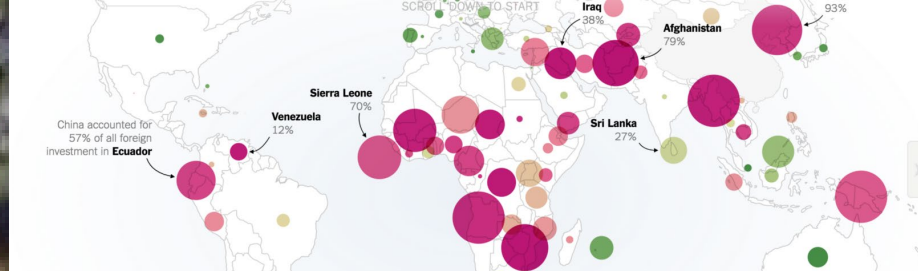 SCROLL DOWN TO START
Iraq
38%
93%
Afghanistan
79%
Sierra Leone
70%
China accounted for
57% of all foreign
investment in Ecuador
Venezuela
12%
Sri Lanka
27%